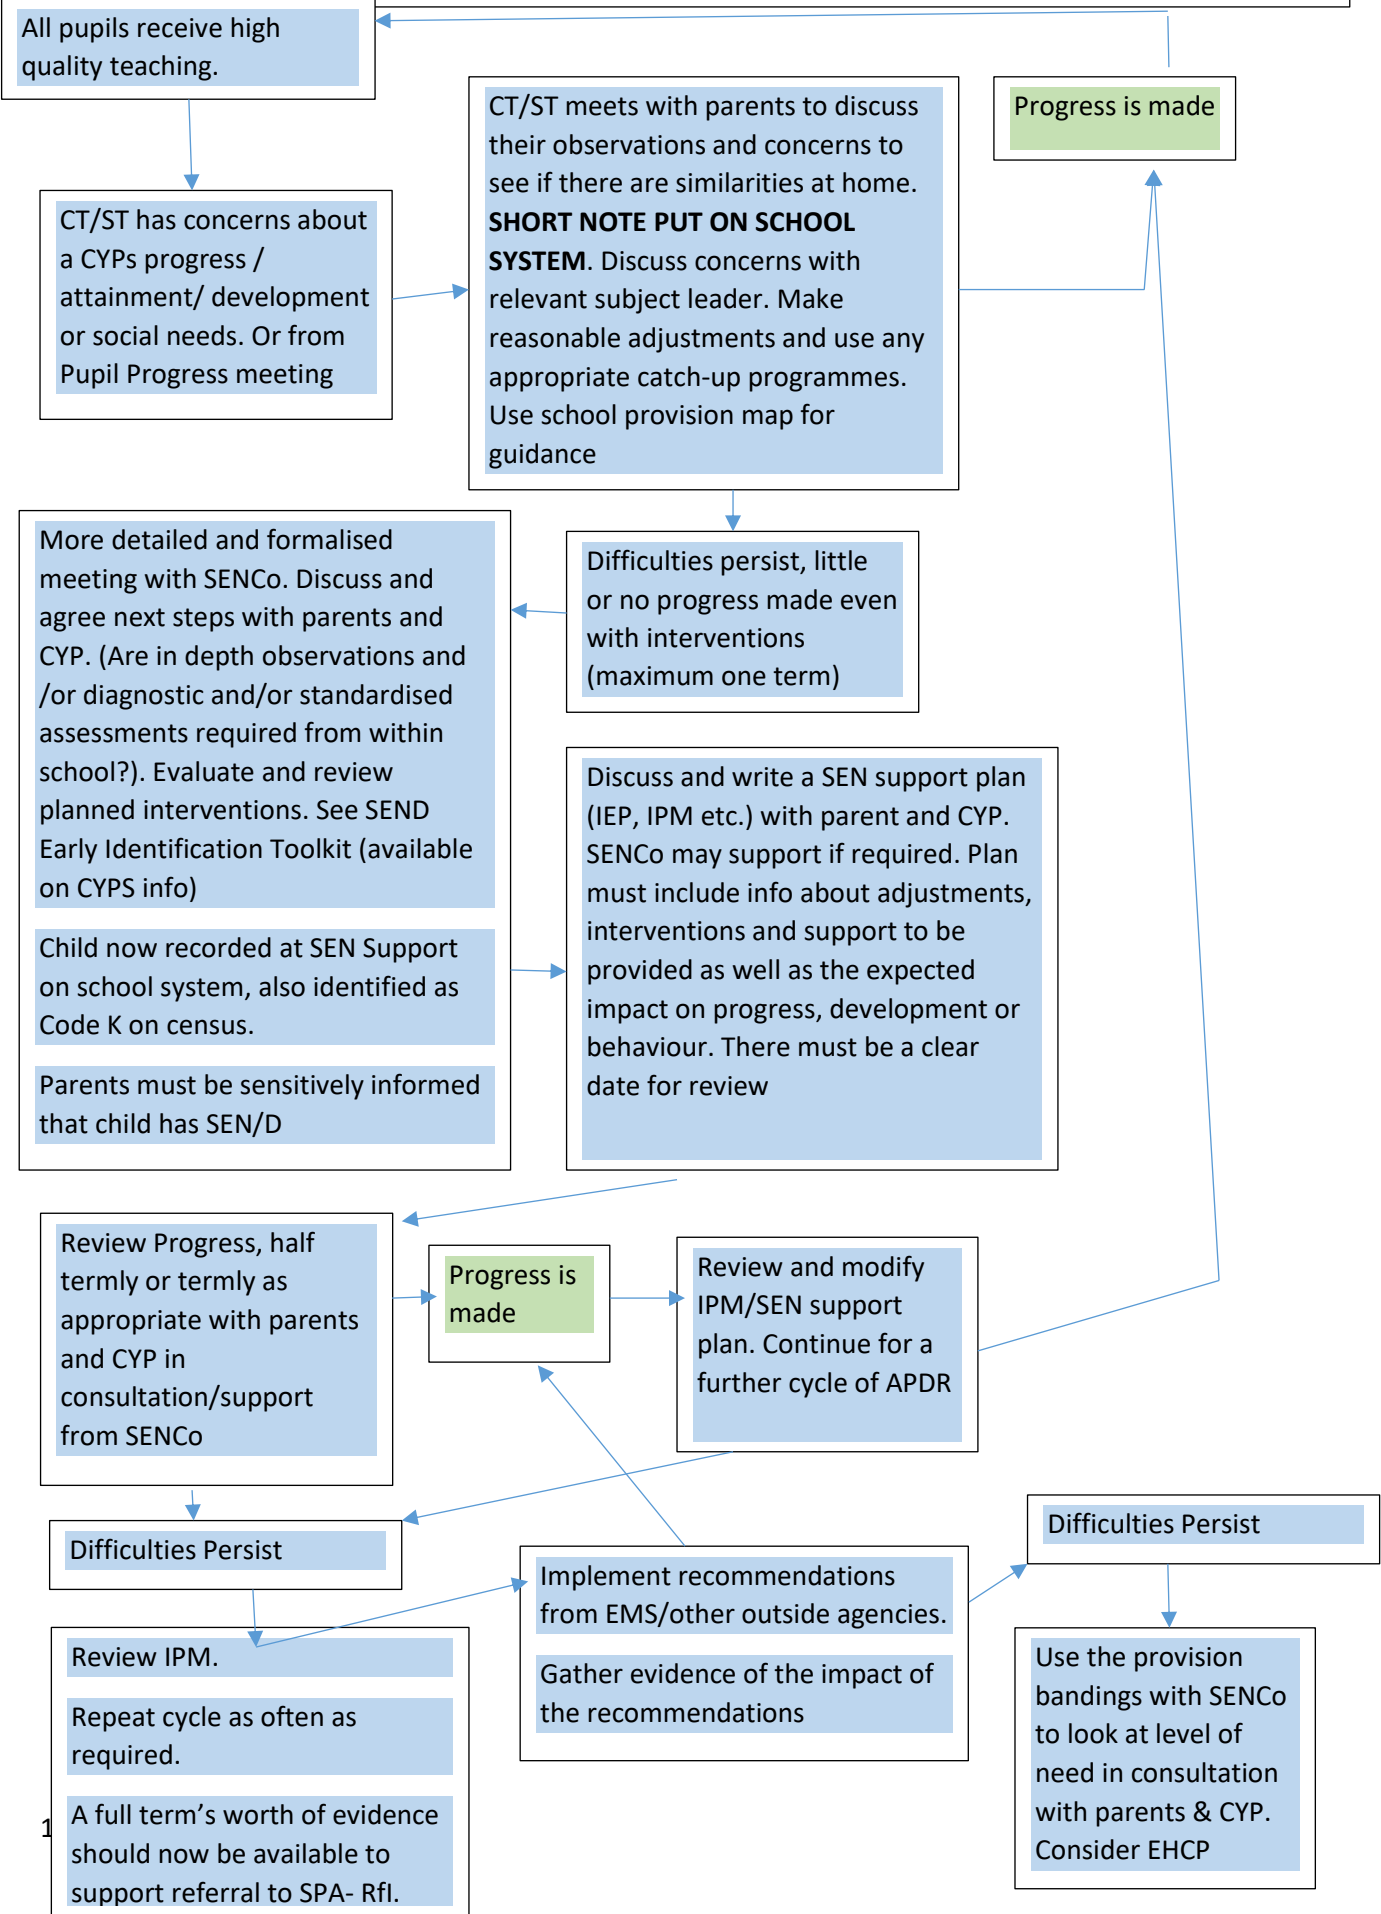 All pupils receive high
quality teaching.
CT/ST has concerns about
a CYPs progress /
attainment/ development
or social needs. Or from
Pupil Progress meeting
CT/ST meets with parents to discuss
their observations and concerns to
see if there are similarities at home.
SHORT NOTE PUT ON SCHOOL
SYSTEM. Discuss concerns with
relevant subject leader. Make
reasonable adjustments and use any
appropriate catch-up programmes.
Use school provision map for
guidance
Progress is made
Difficulties persist, little
or no progress made even
with interventions
(maximum one term)
More detailed and formalised
meeting with SENCo. Discuss and
agree next steps with parents and
CYP. (Are in depth observations and
/or diagnostic and/or standardised
assessments required from within
school?). Evaluate and review
planned interventions. See SEND
Early Identification Toolkit (available
on CYPS info)
Child now recorded at SEN Support
on school system, also identified as
Code K on census.
Parents must be sensitively informed
that child has SEN/D
Discuss and write a SEN support plan
(IEP, IPM etc.) with parent and CYP.
SENCo may support if required. Plan
must include info about adjustments,
interventions and support to be
provided as well as the expected
impact on progress, development or
behaviour. There must be a clear
date for review
Review Progress, half
termly or termly as
appropriate with parents
and CYP in
consultation/support
from SENCo
Progress is
made
Review and modify
IPM/SEN support
plan. Continue for a
further cycle of APDR
Difficulties Persist
Review IPM.
Repeat cycle as often as
required.
A full term’s worth of evidence
should now be available to
support referral to SPA- RfI.
Implement recommendations
from EMS/other outside agencies.
Gather evidence of the impact of
the recommendations
Difficulties Persist
Use the provision
bandings with SENCo
to look at level of
need in consultation
with parents & CYP.
Consider EHCP
1